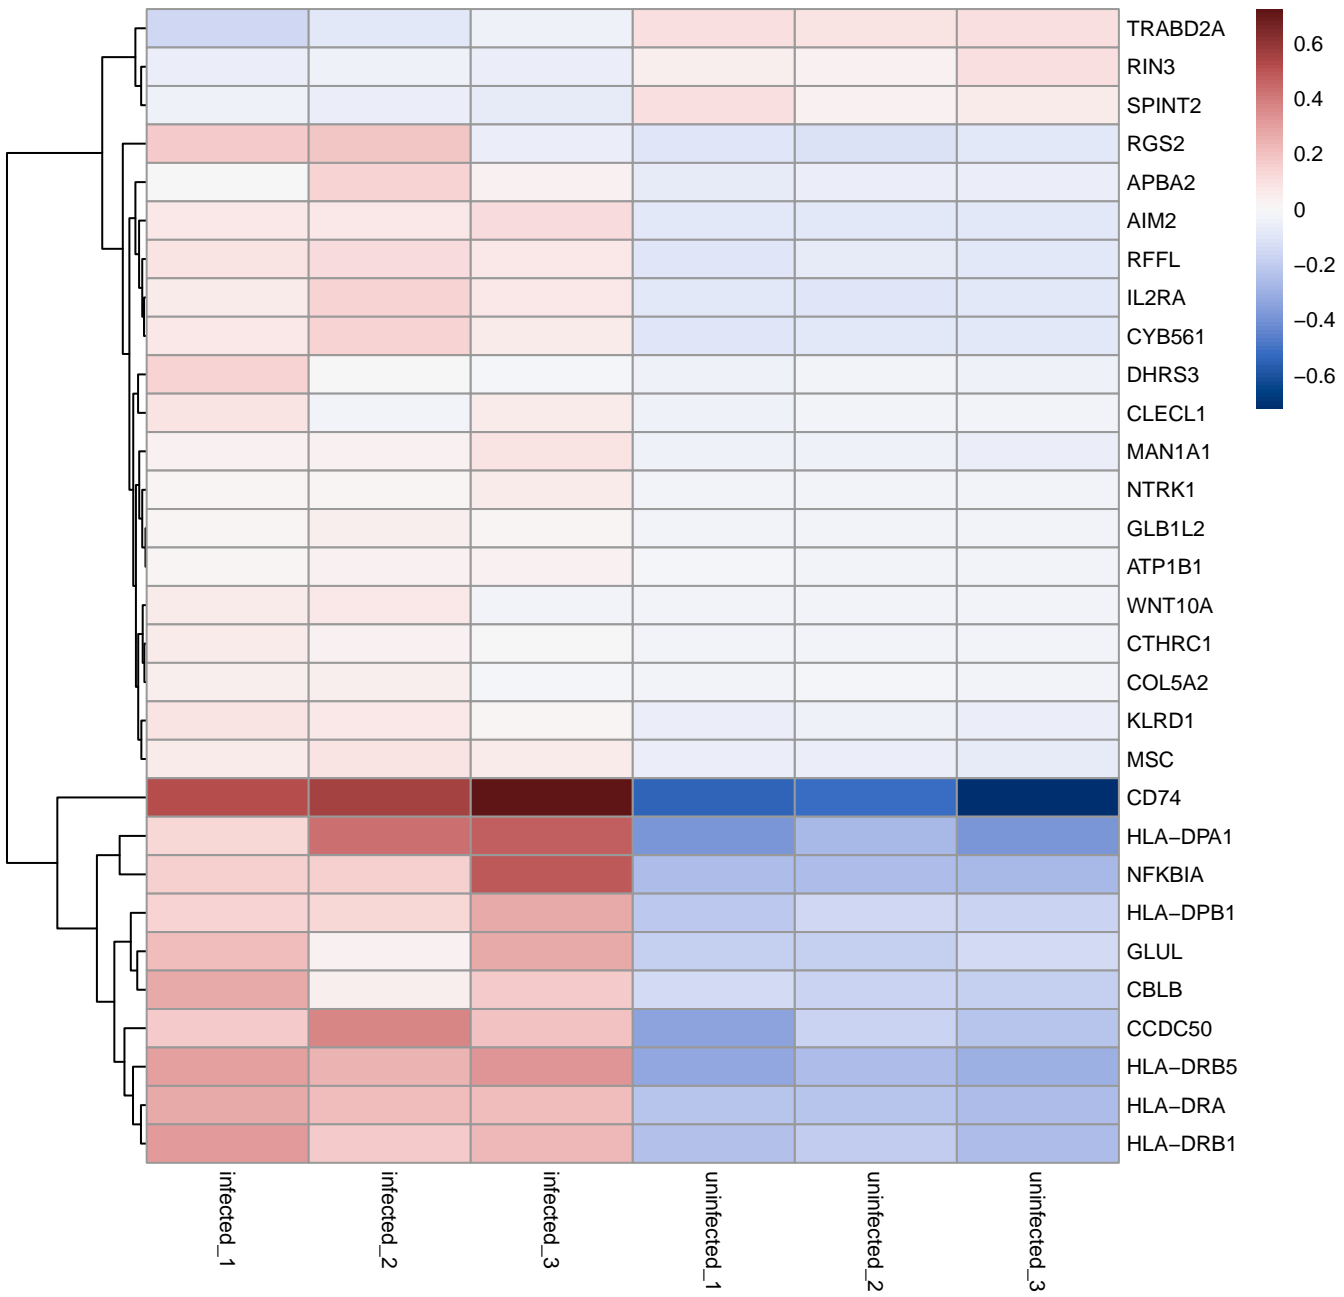 TRABD2A
RIN3
SPINT2
RGS2
APBA2
AIM2
RFFL
IL2RA
CYB561
DHRS3
CLECL1
MAN1A1
NTRK1
GLB1L2
ATP1B1
WNT10A
CTHRC1
COL5A2
KLRD1
MSC
CD74
HLA−DPA1
NFKBIA
HLA−DPB1
GLUL
CBLB
CCDC50
HLA−DRB5
HLA−DRA
HLA−DRB1
0.6
0.4
0.2
0
−0.2
−0.4
−0.6
infected_1
infected_2
infected_3
uninfected_1
uninfected_2
uninfected_3